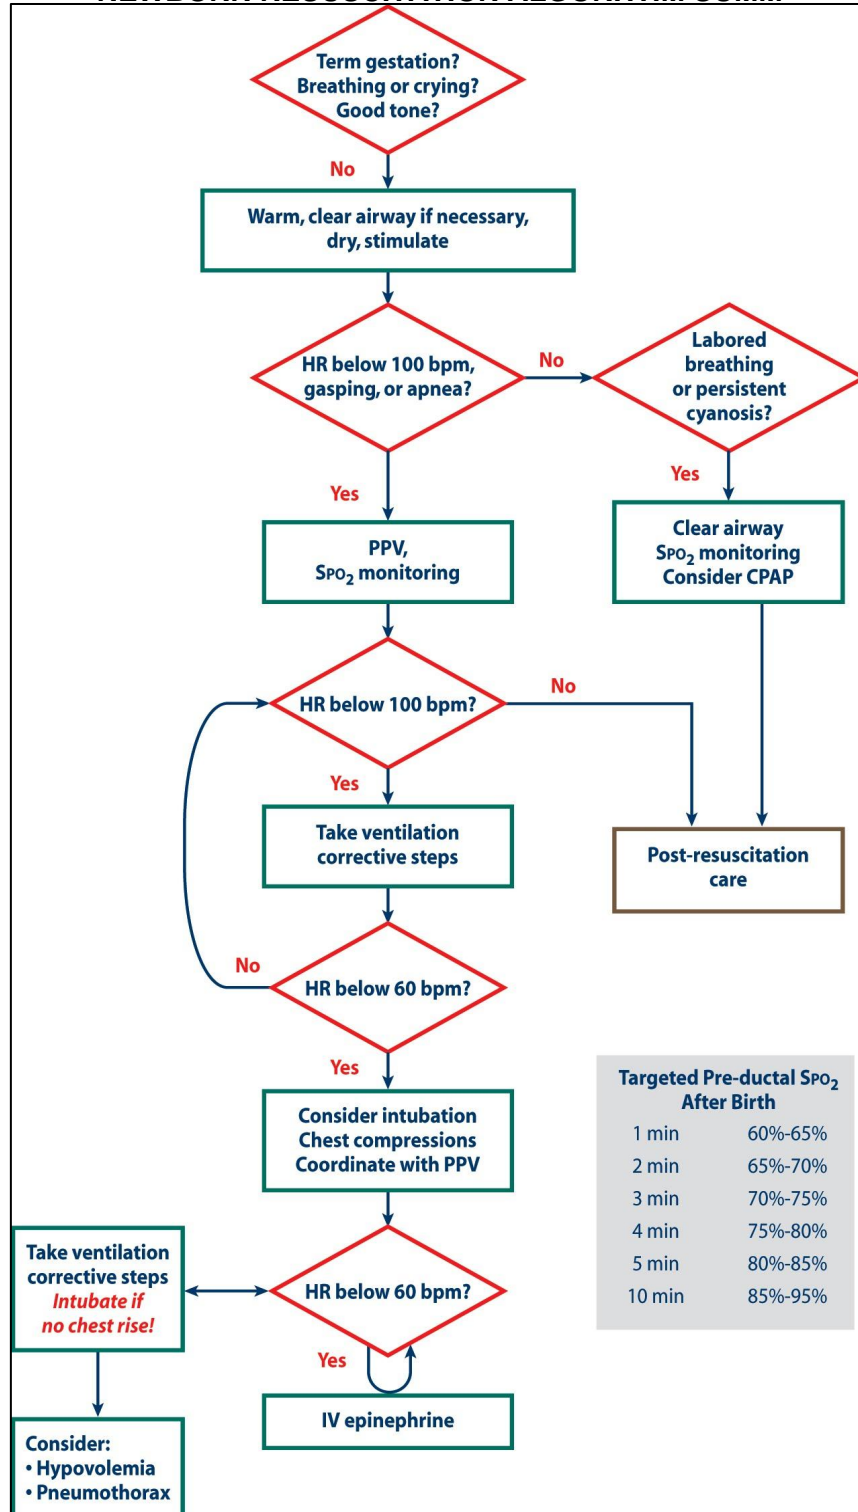 Term gestation?
Breathing or crying?
Good tone?
No
Warm, clear airway if necessary,
dry, stimulate
HR below 100 bpm,
gasping, or apnea?
No
Labored
breathing
or persistent
cyanosis?
Yes
Yes
PPV,
SPO2 monitoring
Clear airway
SPO2 monitoring
Consider CPAP
HR below 100 bpm?
No
Yes
Take ventilation
corrective steps
Post-resuscitation
care
No
HR below 60 bpm?
Yes
Consider intubation
Chest compressions
Coordinate with PPV
Targeted Pre-ductal SPO2
After Birth
1 min 60%-65%
2 min 65%-70%
3 min 70%-75%
4 min 75%-80%
5 min 80%-85%
10 min 85%-95%
Take ventilation
corrective steps
Intubate if
no chest rise!
HR below 60 bpm?
Yes
IV epinephrine
Consider:
• Hypovolemia
• Pneumothorax